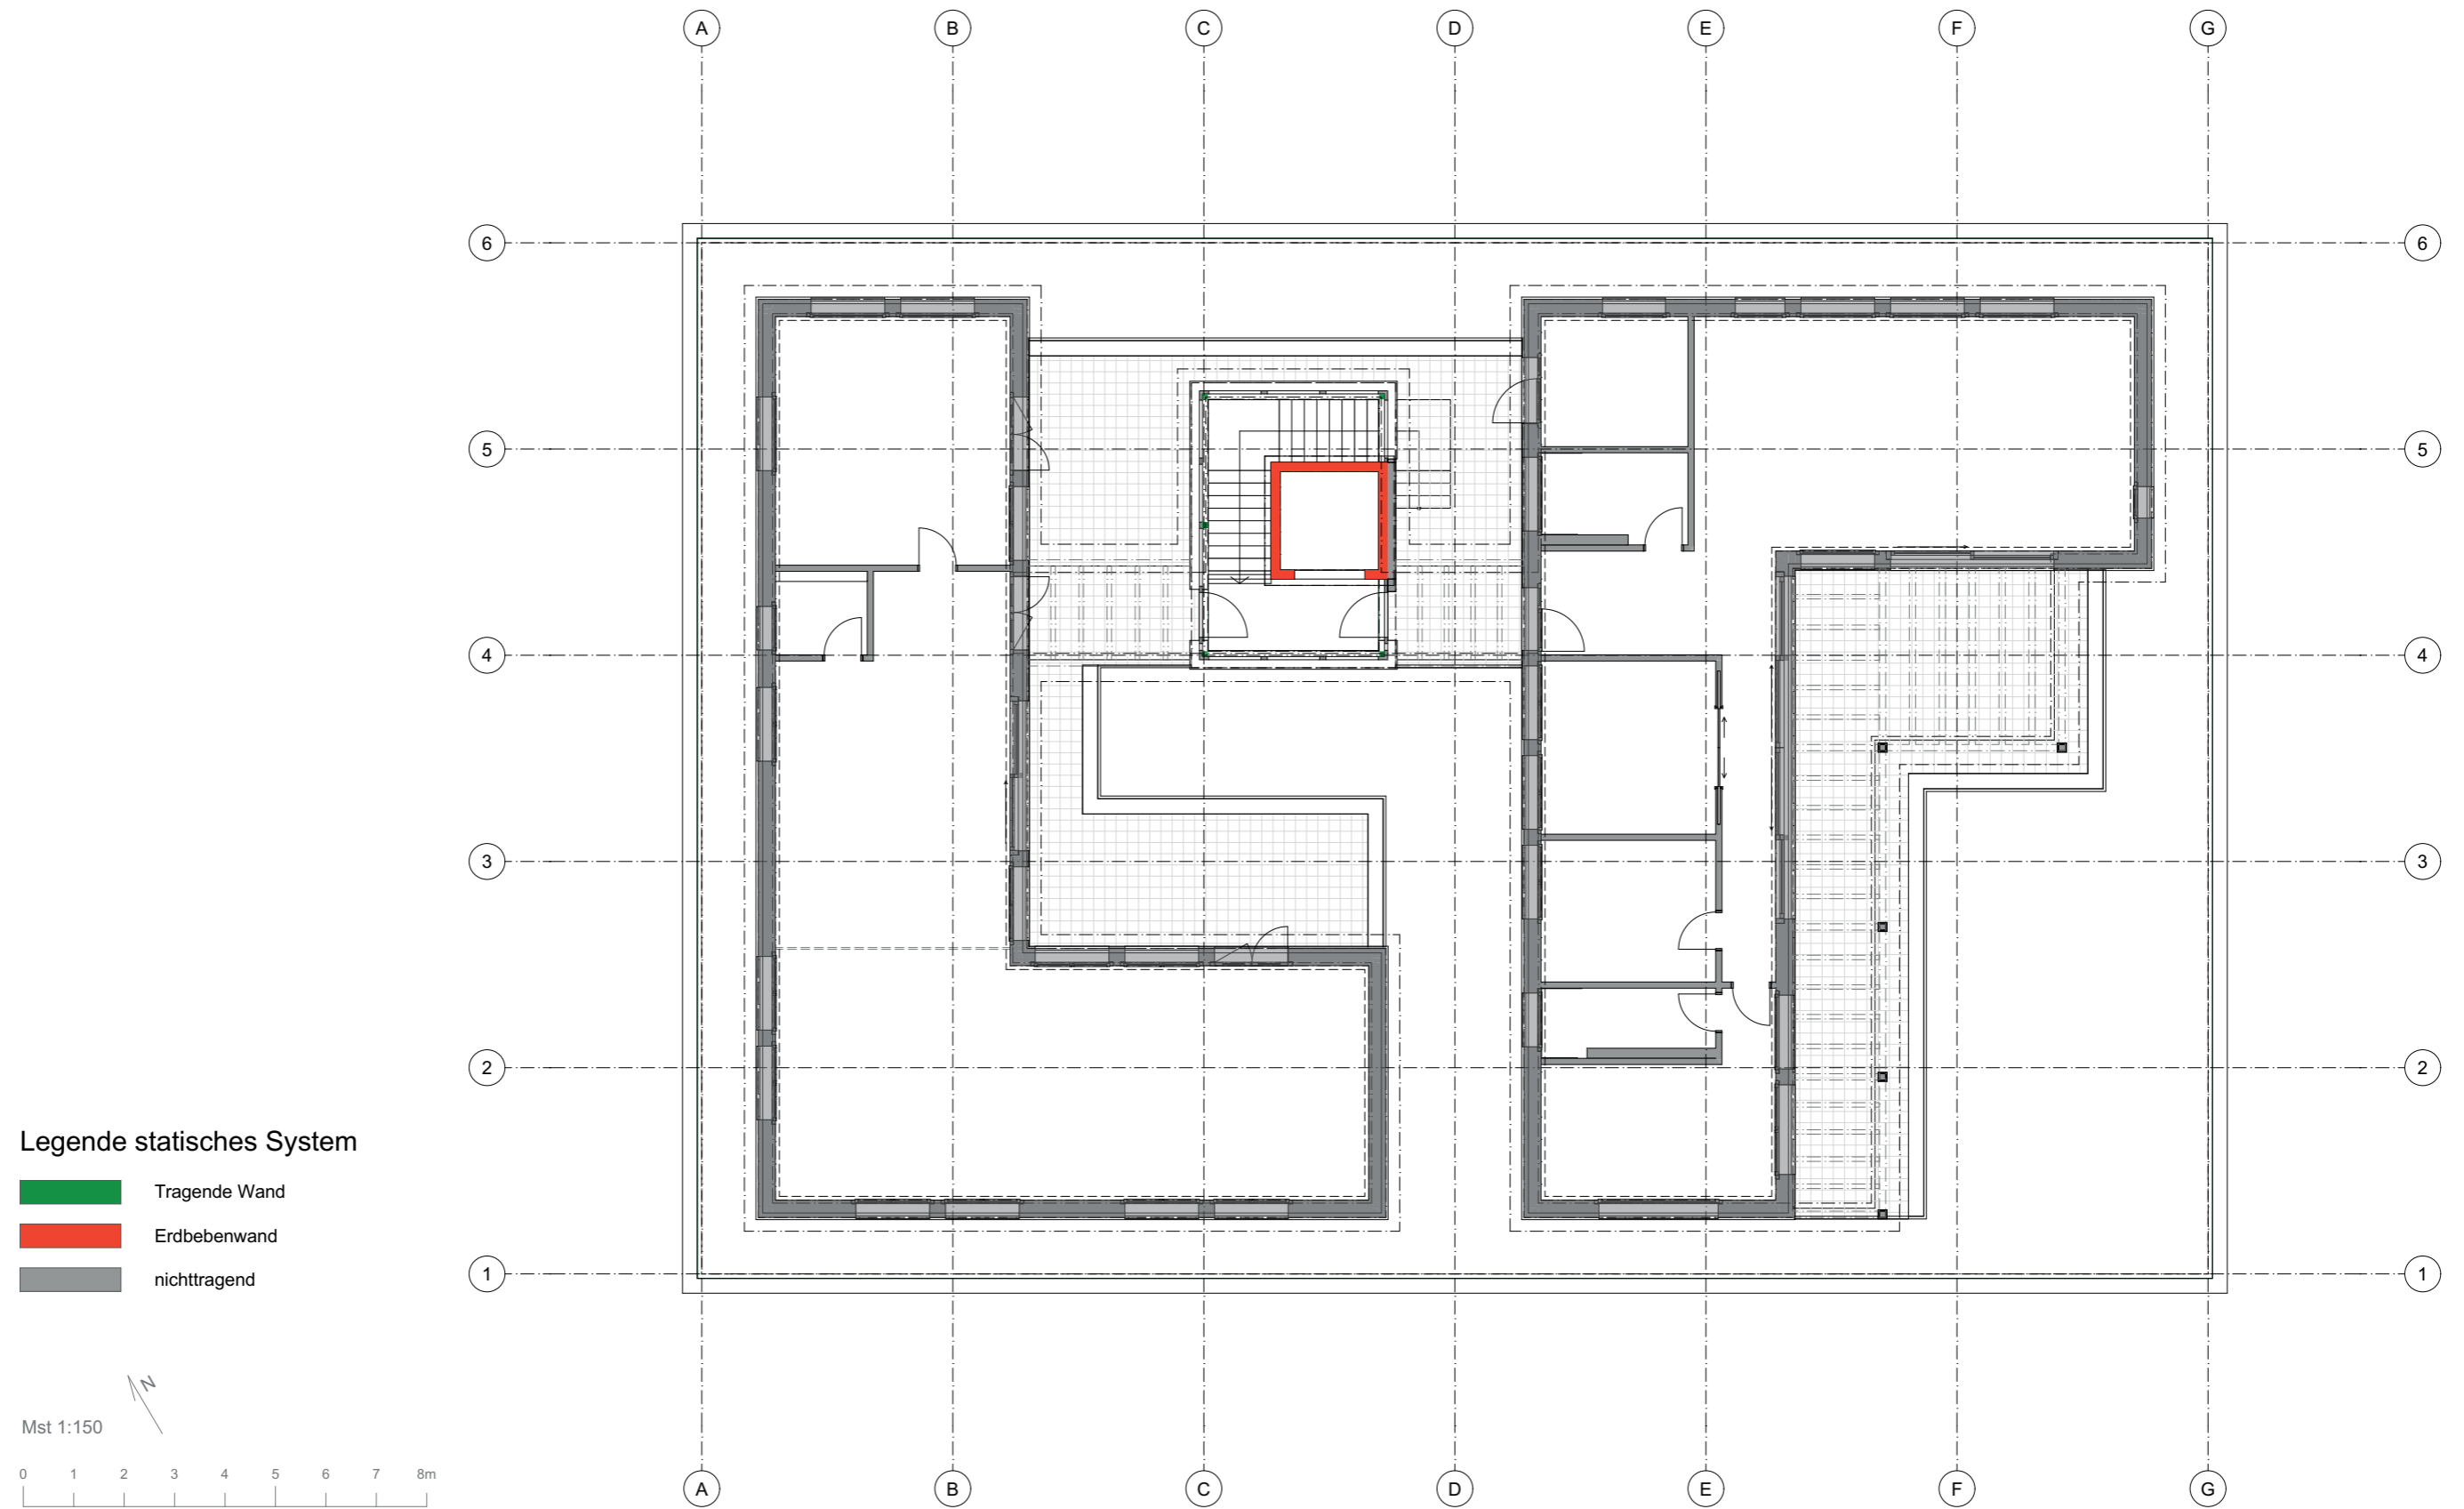 A B C D E F G
6 6
5 5
4 4
3 3
2 2
Legende statisches System
Tragende Wand
Erdbebenwand
nichttragend
1 1
N
Mst 1:150
0 1 2 3 4 5 6 7 8m
A B C D E F G